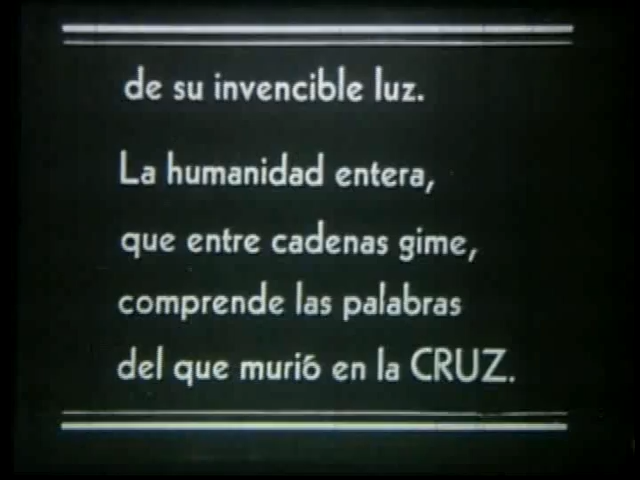 de su invencible luz.
La humanidad entera,
que entre cadenas gime,
comprende las palabras
del que murió en la CRUZ.